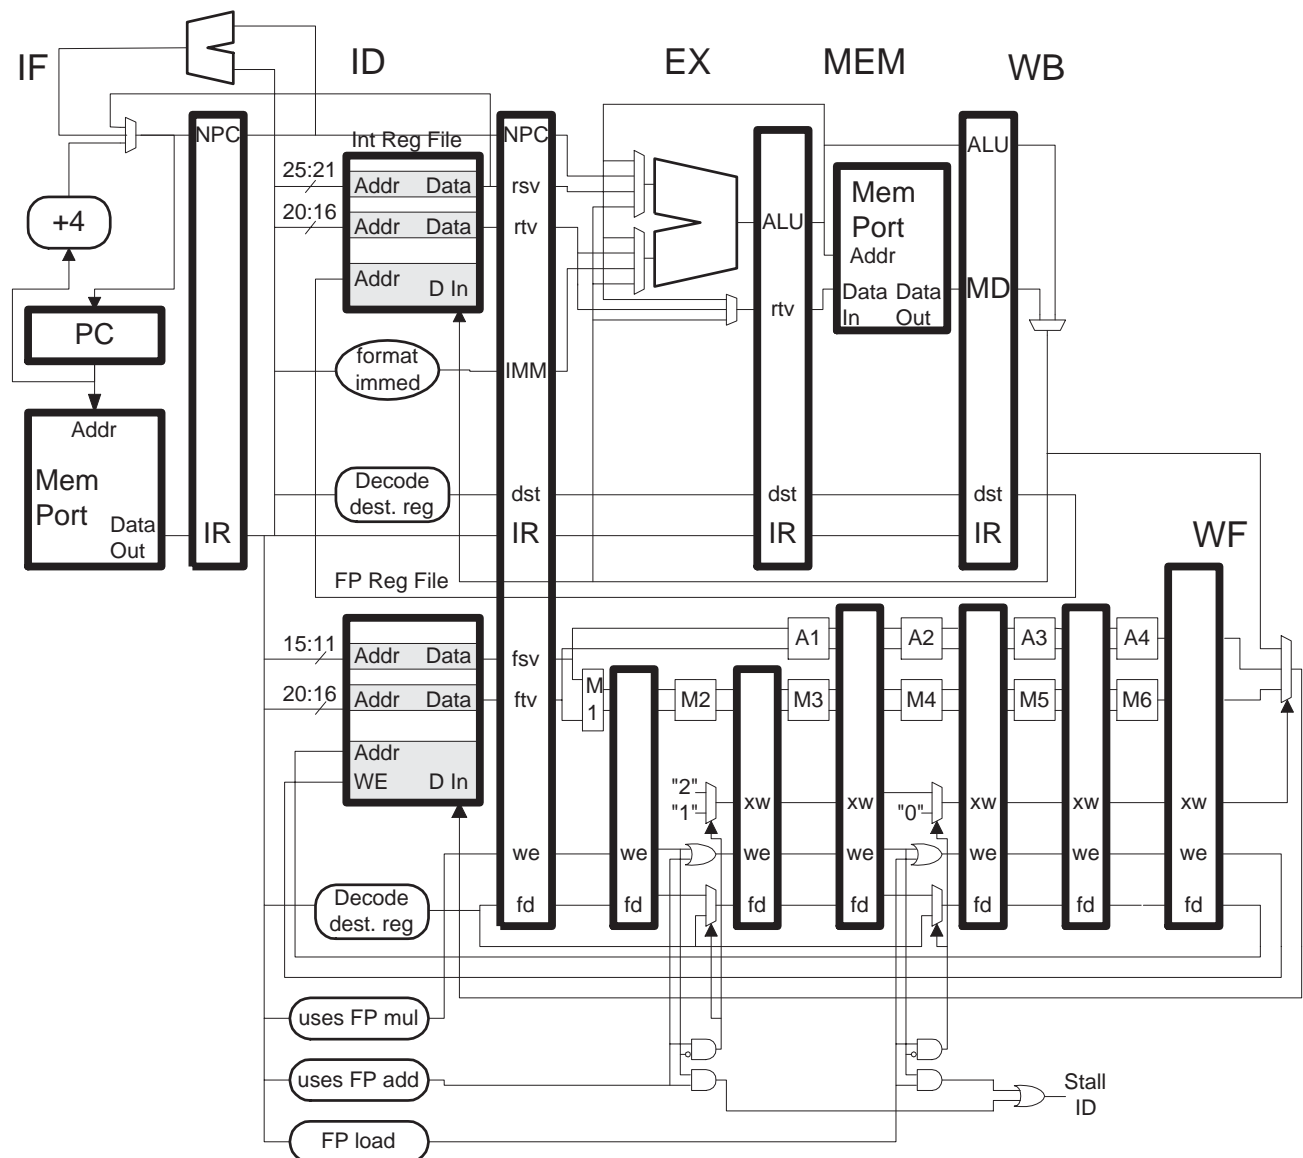 IF
ID
EX
MEM
WB
NPC
Int Reg File
NPC
ALU
25:21
Addr
Data
rsv
20:16
Addr
Data
rtv
+4
Addr
D In
ALU
Mem
Port
Addr
Data
In
Data
Out
rtv
MD
PC
format
immed
IMM
Addr
Mem
Port
Data
Out
Decode
dest. reg
dst
dst
dst
IR
IR
IR
IR
WF
FP Reg File
15:11
Addr
Data
fsv
A1
A2
A3
A4
20:16
Addr
Data
ftv
M
1
M2
M3
M4
M5
M6
Addr
WE
D In
"2"
"1"
xw
xw
"0"
xw
xw
xw
we
we
we
we
we
we
we
Decode
dest. reg
fd
fd
fd
fd
fd
fd
fd
uses FP mul
uses FP add
Stall
ID
FP load